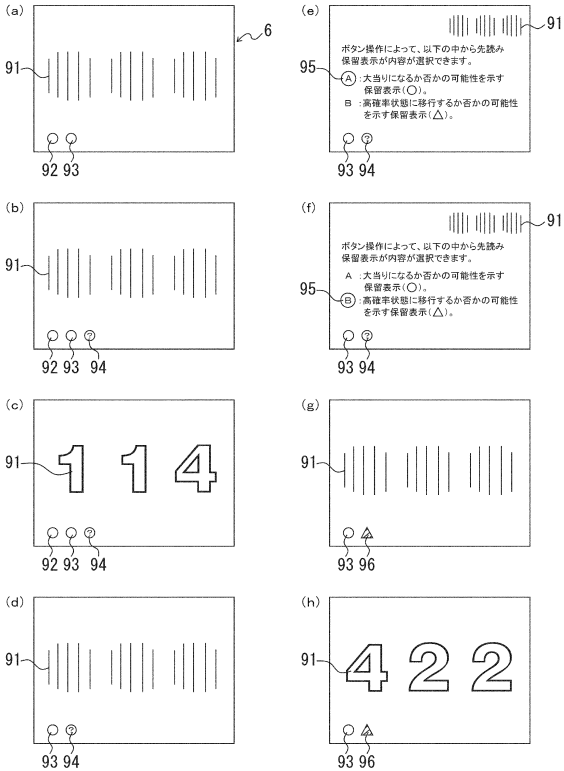 (a)
6
91
92 93
(b)
91
?
92 93 94
(c)
91
1 1 4
?
92 93 94
(d)
91
?
93 94
(e)
91
ボタン操作によって、以下の中から先読み
保留表示が内容が選択できます。
95
A :大当りになるか否かの可能性を示す
保留表示(○)。
B :高確率状態に移行するか否かの可能性
を示す保留表示(△)。
?
93 94
(f)
91
ボタン操作によって、以下の中から先読み
保留表示が内容が選択できます。
A :大当りになるか否かの可能性を示す
保留表示(○)。
95
B :高確率状態に移行するか否かの可能性
を示す保留表示(△)。
?
93 94
(g)
91
93 96
(h)
91
4 2 2
93 96